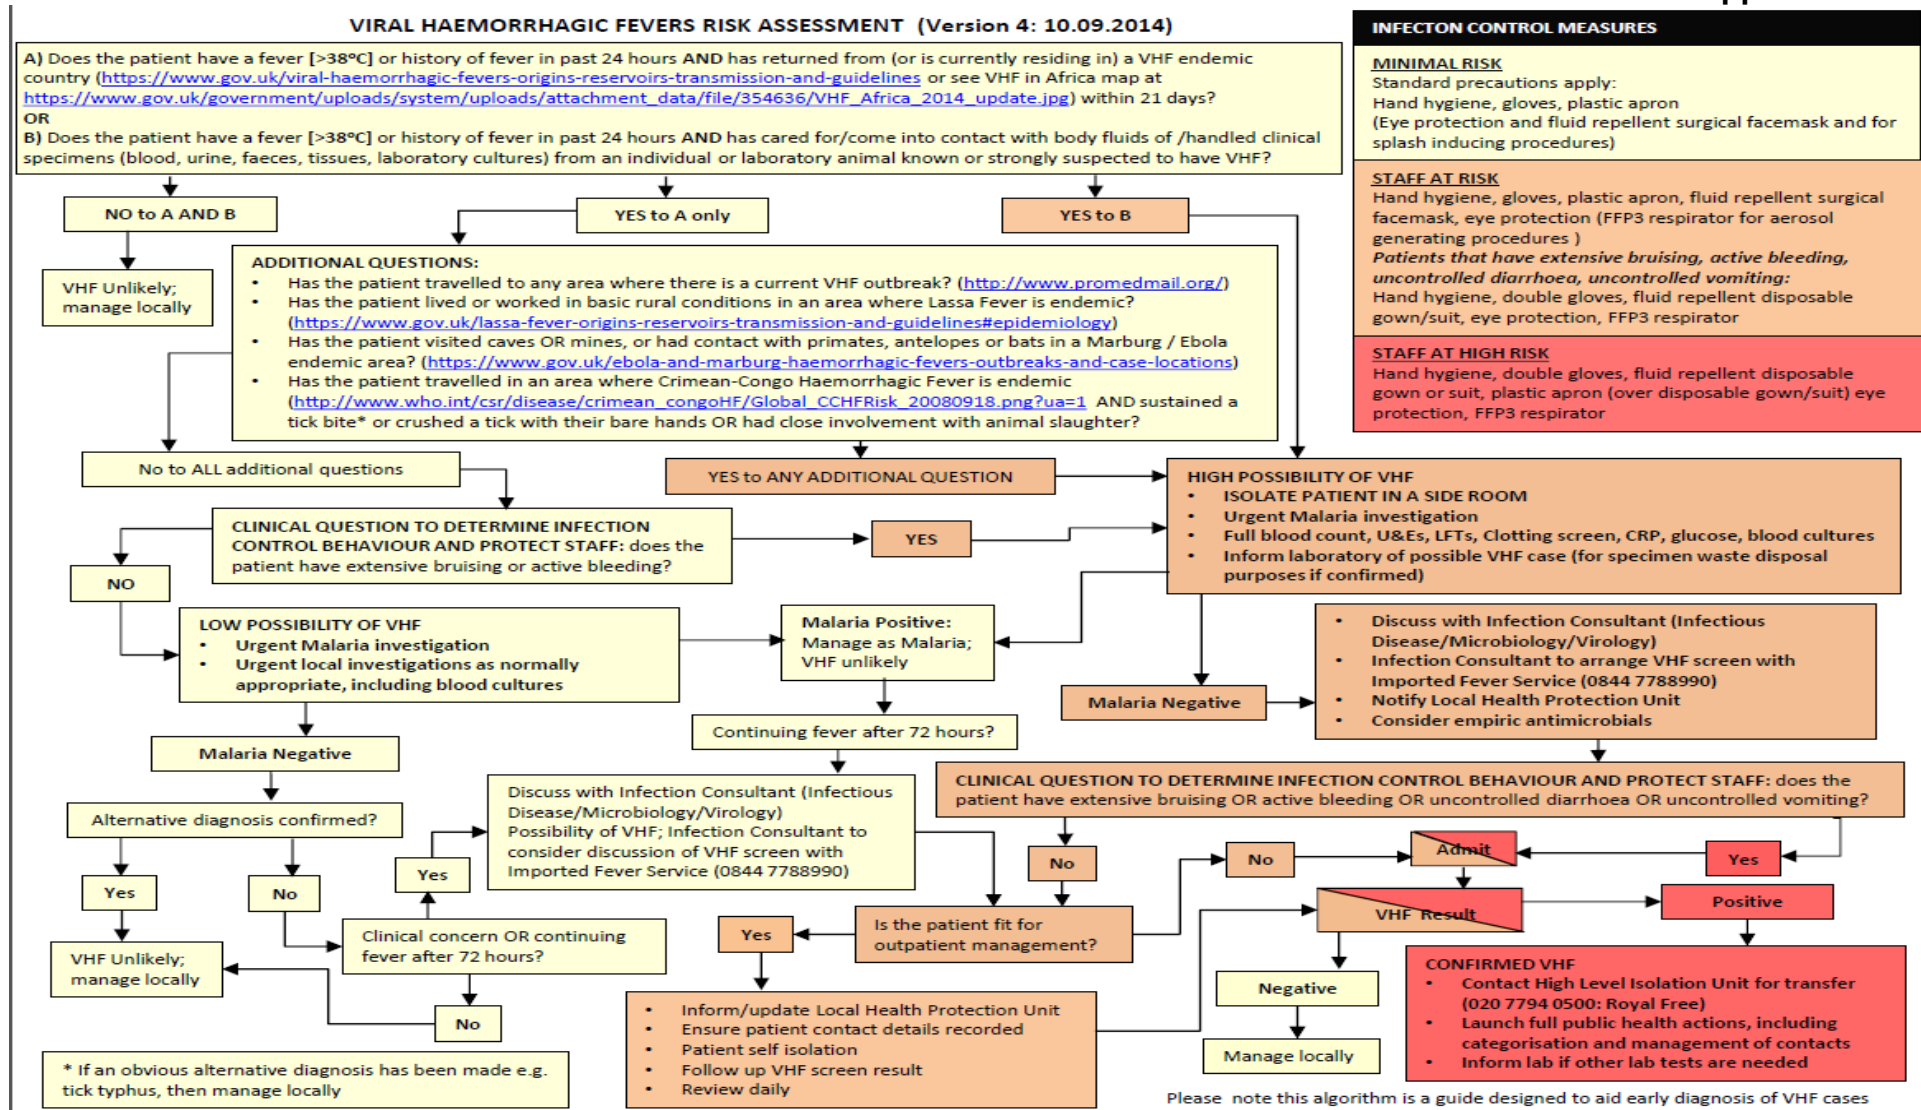 VIRAL HAEMORRHAGIC FEVERS RISK ASSESSMENT (Version 4: 10.09.2014)
A) Does the patient have a fever [>38ºC] or history of fever in past 24 hours AND has returned from (or is currently residing in) a VHF endemic
country (https://www.gov.uk/viral-haemorrhagic-fevers-origins-reservoirs-transmission-and-guidelines or see VHF in Africa map at
https://www.gov.uk/government/uploads/system/uploads/attachment_data/file/354636/VHF_Africa_2014_update.jpg) within 21 days?
OR
B) Does the patient have a fever [>38ºC] or history of fever in past 24 hours AND has cared for/come into contact with body fluids of /handled clinical
specimens (blood, urine, faeces, tissues, laboratory cultures) from an individual or laboratory animal known or strongly suspected to have VHF?
INFECTON CONTROL MEASURES
MINIMAL RISK
Standard precautions apply:
Hand hygiene, gloves, plastic apron
(Eye protection and fluid repellent surgical facemask and for
splash inducing procedures)
STAFF AT RISK
Hand hygiene, gloves, plastic apron, fluid repellent surgical
facemask, eye protection (FFP3 respirator for aerosol
generating procedures )
Patients that have extensive bruising, active bleeding,
uncontrolled diarrhoea, uncontrolled vomiting:
Hand hygiene, double gloves, fluid repellent disposable
gown/suit, eye protection, FFP3 respirator
STAFF AT HIGH RISK
Hand hygiene, double gloves, fluid repellent disposable
gown or suit, plastic apron (over disposable gown/suit) eye
protection, FFP3 respirator
NO to A AND B
YES to A only
YES to B
VHF Unlikely;
manage locally
ADDITIONAL QUESTIONS:
• Has the patient travelled to any area where there is a current VHF outbreak? (http://www.promedmail.org/)
• Has the patient lived or worked in basic rural conditions in an area where Lassa Fever is endemic?
(https://www.gov.uk/lassa-fever-origins-reservoirs-transmission-and-guidelines#epidemiology)
• Has the patient visited caves OR mines, or had contact with primates, antelopes or bats in a Marburg / Ebola
endemic area? (https://www.gov.uk/ebola-and-marburg-haemorrhagic-fevers-outbreaks-and-case-locations)
• Has the patient travelled in an area where Crimean-Congo Haemorrhagic Fever is endemic
(http://www.who.int/csr/disease/crimean_congoHF/Global_CCHFRisk_20080918.png?ua=1 AND sustained a
tick bite* or crushed a tick with their bare hands OR had close involvement with animal slaughter?
No to ALL additional questions
YES to ANY ADDITIONAL QUESTION
HIGH POSSIBILITY OF VHF
• ISOLATE PATIENT IN A SIDE ROOM
• Urgent Malaria investigation
• Full blood count, U&Es, LFTs, Clotting screen, CRP, glucose, blood cultures
• Inform laboratory of possible VHF case (for specimen waste disposal
purposes if confirmed)
CLINICAL QUESTION TO DETERMINE INFECTION
CONTROL BEHAVIOUR AND PROTECT STAFF: does the
patient have extensive bruising or active bleeding?
YES
NO
LOW POSSIBILITY OF VHF
• Urgent Malaria investigation
• Urgent local investigations as normally
appropriate, including blood cultures
Malaria Positive:
Manage as Malaria;
VHF unlikely
Malaria Negative
• Discuss with Infection Consultant (Infectious
Disease/Microbiology/Virology)
• Infection Consultant to arrange VHF screen with
Imported Fever Service (0844 7788990)
• Notify Local Health Protection Unit
• Consider empiric antimicrobials
Malaria Negative
Continuing fever after 72 hours?
Alternative diagnosis confirmed?
Discuss with Infection Consultant (Infectious
Disease/Microbiology/Virology)
Possibility of VHF; Infection Consultant to
consider discussion of VHF screen with
Imported Fever Service (0844 7788990)
CLINICAL QUESTION TO DETERMINE INFECTION CONTROL BEHAVIOUR AND PROTECT STAFF: does the
patient have extensive bruising OR active bleeding OR uncontrolled diarrhoea OR uncontrolled vomiting?
Yes
No
Yes
No
No
Admit
Yes
VHF Unlikely;
manage locally
Clinical concern OR continuing
fever after 72 hours?
No
Yes
Is the patient fit for
outpatient management?
VHF Result
Positive
Negative
Manage locally
• Inform/update Local Health Protection Unit
• Ensure patient contact details recorded
• Patient self isolation
• Follow up VHF screen result
• Review daily
CONFIRMED VHF
• Contact High Level Isolation Unit for transfer
(020 7794 0500: Royal Free)
• Launch full public health actions, including
categorisation and management of contacts
• Inform lab if other lab tests are needed
* If an obvious alternative diagnosis has been made e.g.
tick typhus, then manage locally
Please note this algorithm is a guide designed to aid early diagnosis of VHF cases